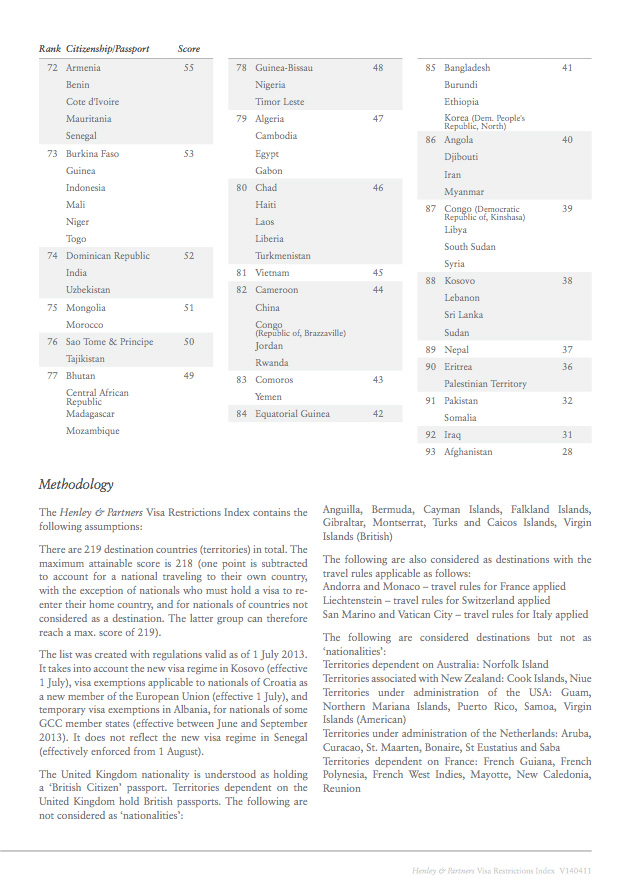 Rank Citizenship/Passport Score
72 Armenia 55
Benin
Cote d'Ivoire
Mauritania
Senegal
73 Burkina Faso 53
Guinea
Indonesia
Mali
Niger
Togo
74 Dominican Republic 52
India
Uzbekistan
75 Mongolia 51
Morocco
76 Sao Tome & Principe 50
Tajikistan
77 Bhutan 49
Central African
Republic
Madagascar
Mozambique
78 Guinea-Bissau 48
Nigeria
Timor Leste
79 Algeria 47
Cambodia
Egypt
Gabon
80 Chad 46
Haiti
Laos
Liberia
Turkmenistan
81 Vietnam 45
82 Cameroon 44
China
Congo
(Republic of, Brazzaville)
Jordan
Rwanda
83 Comoros 43
Yemen
84 Equatorial Guinea 42
85 Bangladesh 41
Burundi
Ethiopia
Korea (Dem. People's
Republic, North)
86 Angola 40
Djibouti
Iran
Myanmar
87 Congo (Democratic 39
Republic of, Kinshasa)
Libya
South Sudan
Syria
88 Kosovo 38
Lebanon
Sri Lanka
Sudan
89 Nepal 37
90 Eritrea 36
Palestinian Territory
91 Pakistan 32
Somalia
92 Iraq 31
93 Afghanistan 28
Methodology
The Henley & Partners Visa Restrictions Index contains the
following assumptions:
There are 219 destination countries (territories) in total. The
maximum attainable score is 218 (one point is subtracted
to account for a national traveling to their own country,
with the exception of nationals who must hold a visa to re-
enter their home country, and for nationals of countries not
considered as a destination. The latter group can therefore
reach a max. score of 219).
The list was created with regulations valid as of 1 July 2013.
It takes into account the new visa regime in Kosovo (effective
1 July), visa exemptions applicable to nationals of Croatia as
a new member of the European Union (effective 1 July), and
temporary visa exemptions in Albania, for nationals of some
GCC member states (effective between June and September
2013). It does not reflect the new visa regime in Senegal
(effectively enforced from 1 August).
The United Kingdom nationality is understood as holding
a 'British Citizen' passport. Territories dependent on the
United Kingdom hold British passports. The following are
not considered as 'nationalities':
Anguilla, Bermuda, Cayman Islands, Falkland Islands,
Gibraltar, Montserrat, Turks and Caicos Islands, Virgin
Islands (British)
The following are also considered as destinations with the
travel rules applicable as follows:
Andorra and Monaco – travel rules for France applied
Liechtenstein – travel rules for Switzerland applied
San Marino and Vatican City – travel rules for Italy applied
The following are considered destinations but not as
'nationalities':
Territories dependent on Australia: Norfolk Island
Territories associated with New Zealand: Cook Islands, Niue
Territories under administration of the USA: Guam,
Northern Mariana Islands, Puerto Rico, Samoa, Virgin
Islands (American)
Territories under administration of the Netherlands: Aruba,
Curacao, St. Maarten, Bonaire, St Eustatius and Saba
Territories dependent on France: French Guiana, French
Polynesia, French West Indies, Mayotte, New Caledonia,
Reunion
Henley & Partners Visa Restrictions Index V140411